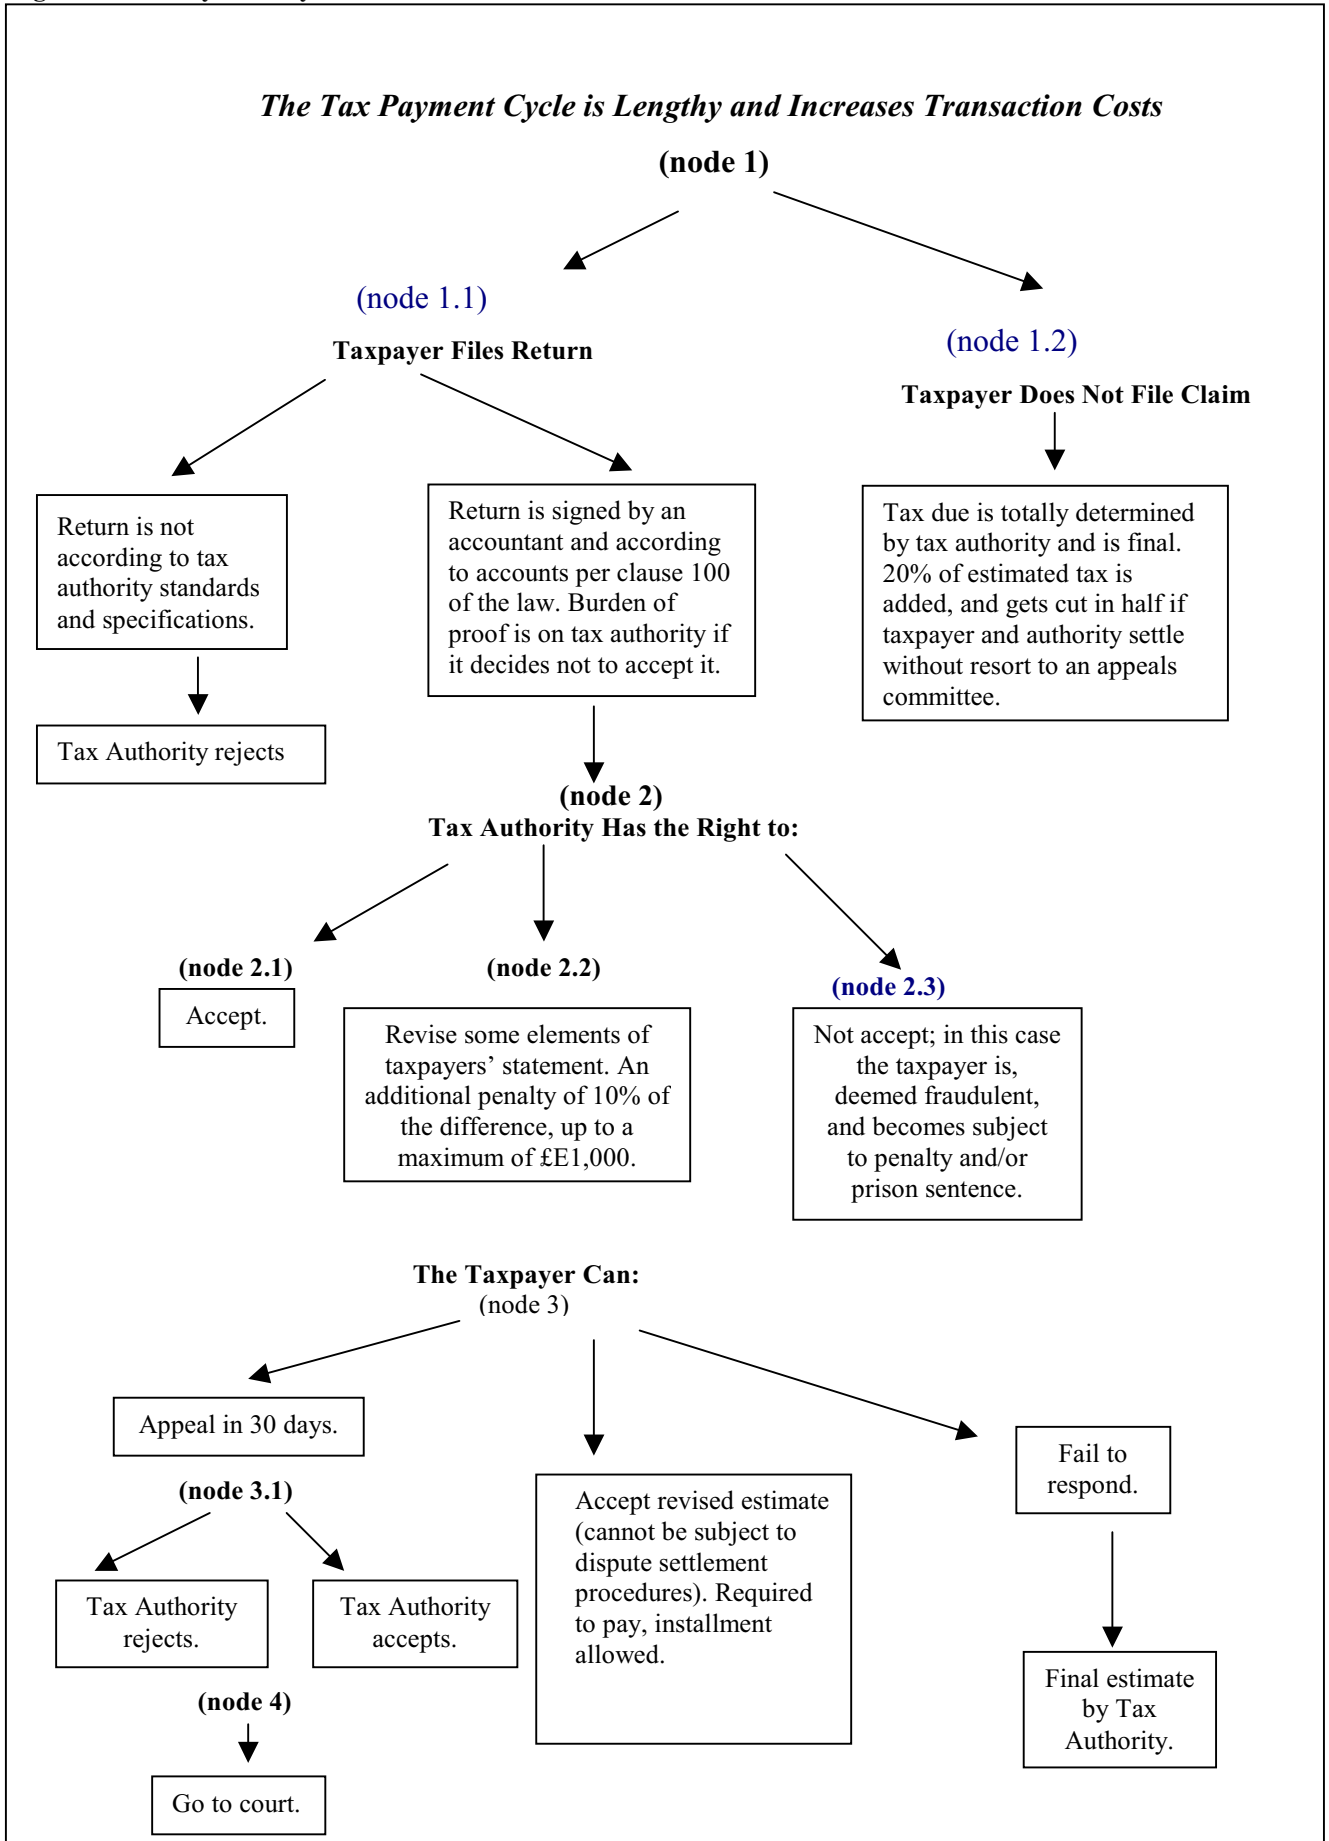 The Tax Payment Cycle is Lengthy and Increases Transaction Costs
(node 1)
(node 1.1)
Taxpayer Files Return
(node 1.2)
Taxpayer Does Not File Claim
Return is not
according to tax
authority standards
and specifications.
Tax Authority rejects
Return is signed by an
accountant and according
to accounts per clause 100
of the law. Burden of
proof is on tax authority if
it decides not to accept it.
Tax due is totally determined
by tax authority and is final.
20% of estimated tax is
added, and gets cut in half if
taxpayer and authority settle
without resort to an appeals
committee.
(node 2)
Tax Authority Has the Right to:
(node 2.1)
Accept.
(node 2.2)
Revise some elements of
taxpayers’ statement. An
additional penalty of 10% of
the difference, up to a
maximum of £E1,000.
(node 2.3)
Not accept; in this case
the taxpayer is,
deemed fraudulent,
and becomes subject
to penalty and/or
prison sentence.
The Taxpayer Can:
(node 3)
Appeal in 30 days.
(node 3.1)
Tax Authority
rejects.
Tax Authority
accepts.
(node 4)
Go to court.
Accept revised estimate
(cannot be subject to
dispute settlement
procedures). Required
to pay, installment
allowed.
Fail to
respond.
Final estimate
by Tax
Authority.